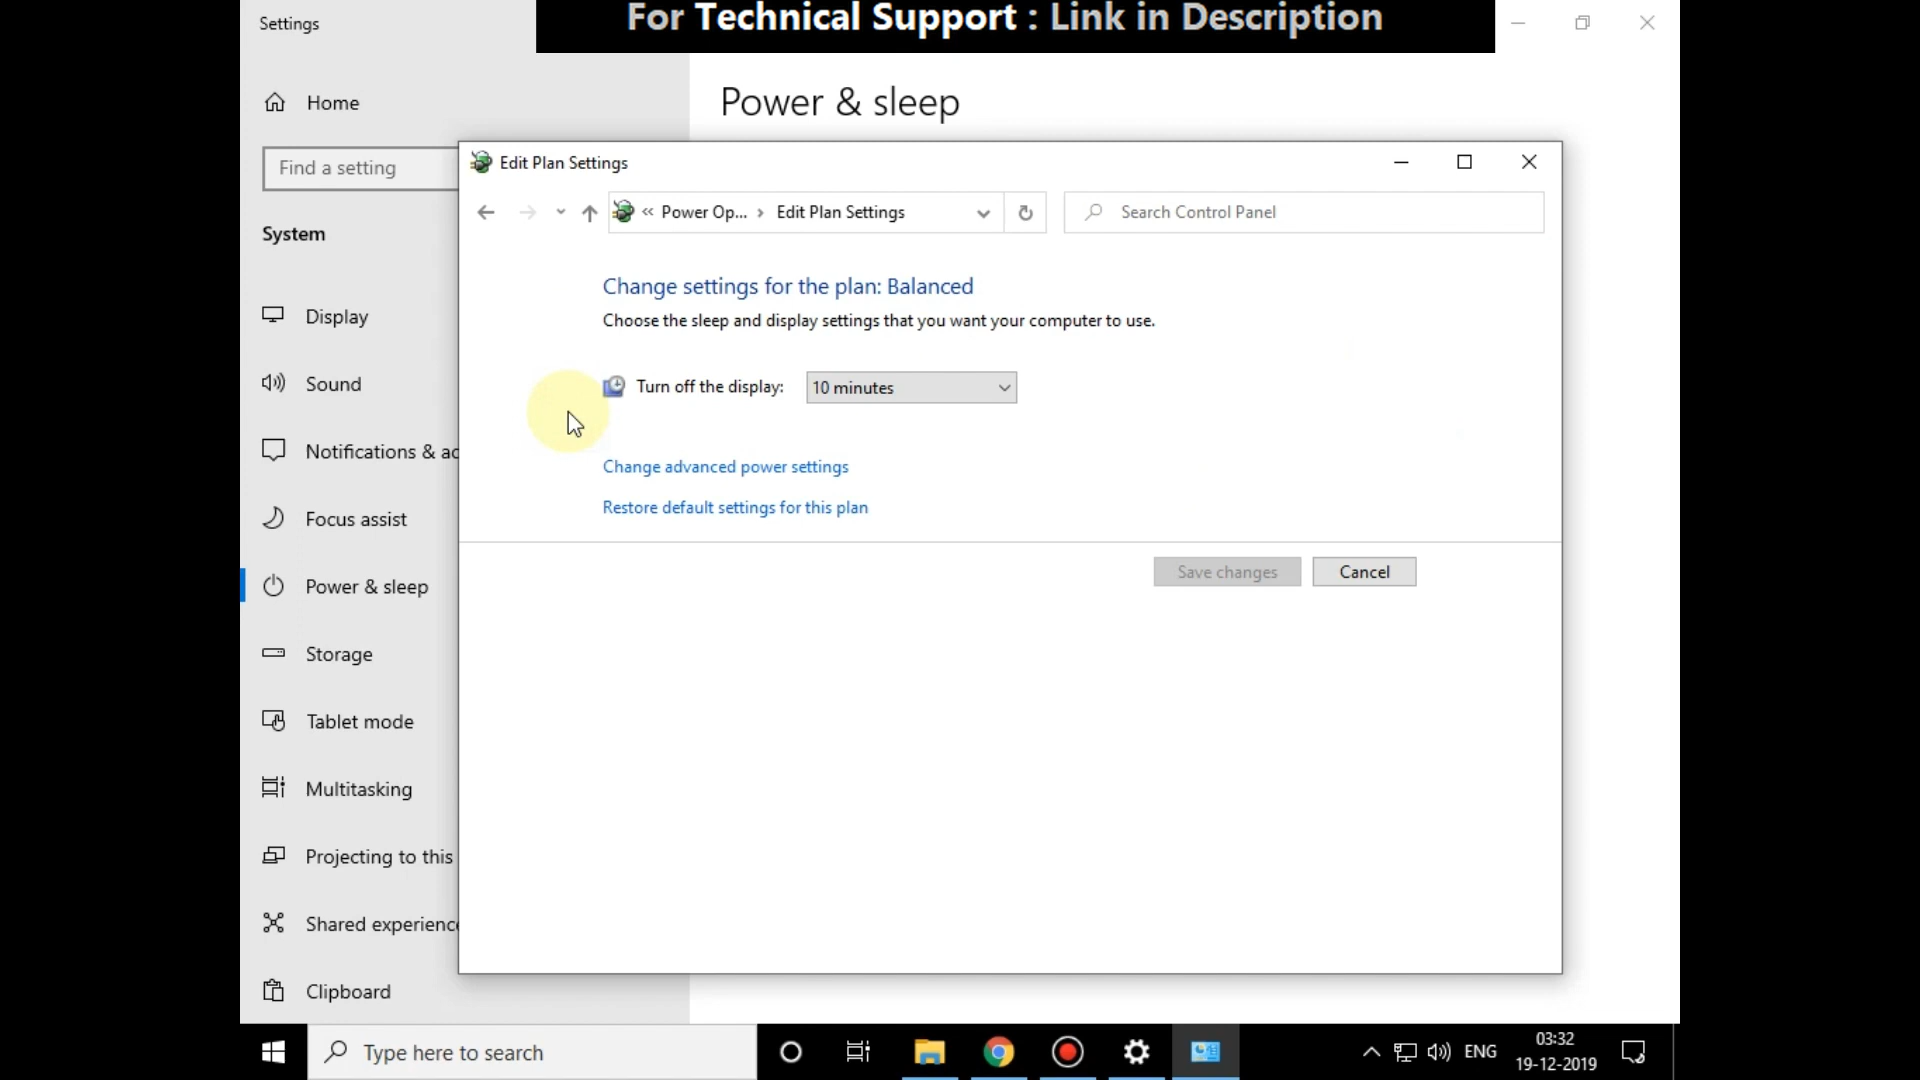 Settings
For Technical Support : Link in Description
Home
Find a setting
System
Display
Sound
Notifications & ac
Focus assist
Power & sleep
Storage
Tablet mode
Multitasking
Projecting to this
Shared experienc
Clipboard
Power & sleep
Edit Plan Settings
« Power Op... › Edit Plan Settings
Search Control Panel
Change settings for the plan: Balanced
Choose the sleep and display settings that you want your computer to use.
Turn off the display: 10 minutes
Change advanced power settings
Restore default settings for this plan
Save changes Cancel
Type here to search
ENG
03:32
19-12-2019